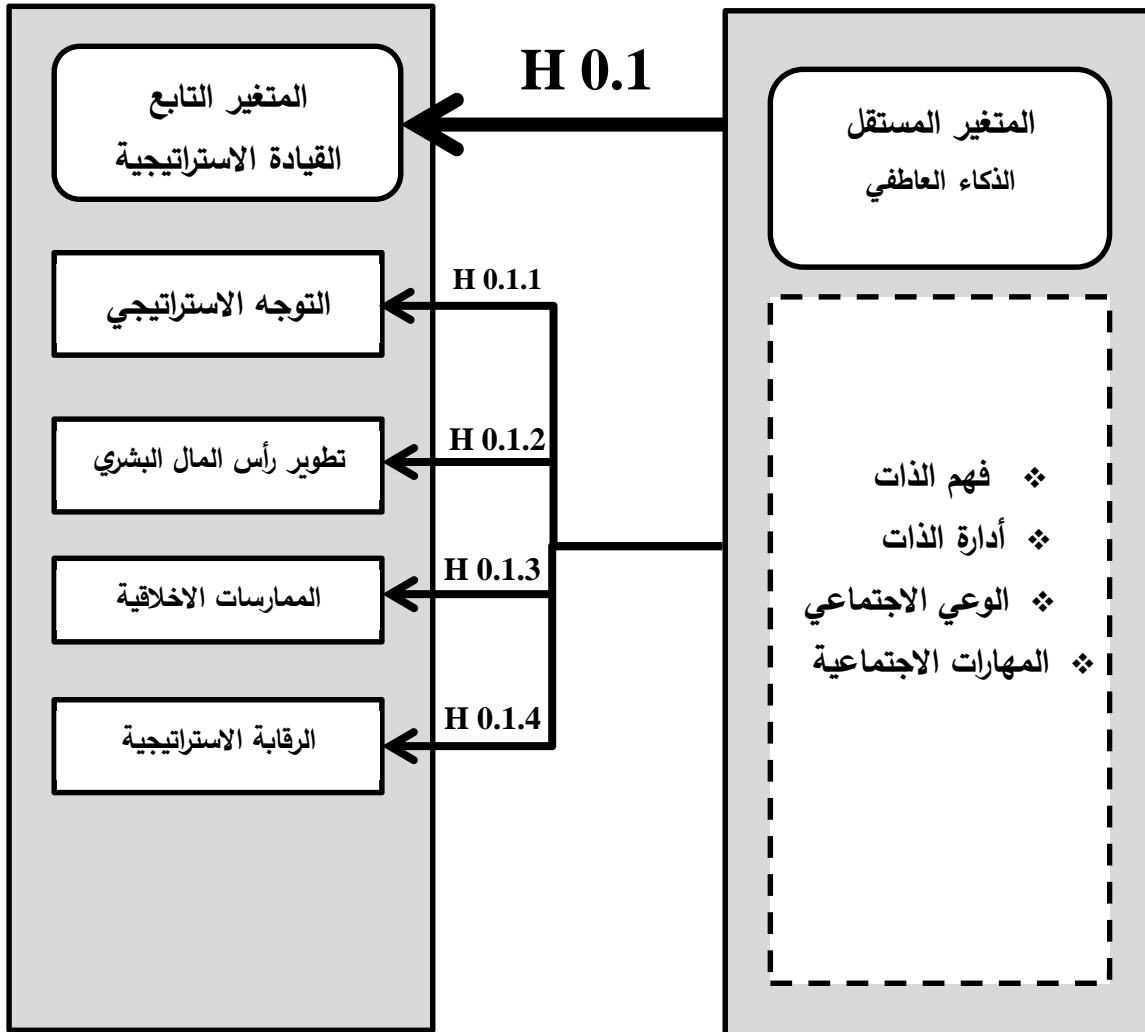 المتغير المستقل
الذكاء العاطفي
❖ فهم الذات
❖ أدارة الذات
❖ الوعي الاجتماعي
❖ المهارات الاجتماعية
H 0.1
المتغير التابع
القيادة الاستراتيجية
H 0.1.1
التوجه الاستراتيجي
H 0.1.2
تطوير رأس المال البشري
H 0.1.3
الممارسات الاخلاقية
H 0.1.4
الرقابة الاستراتيجية